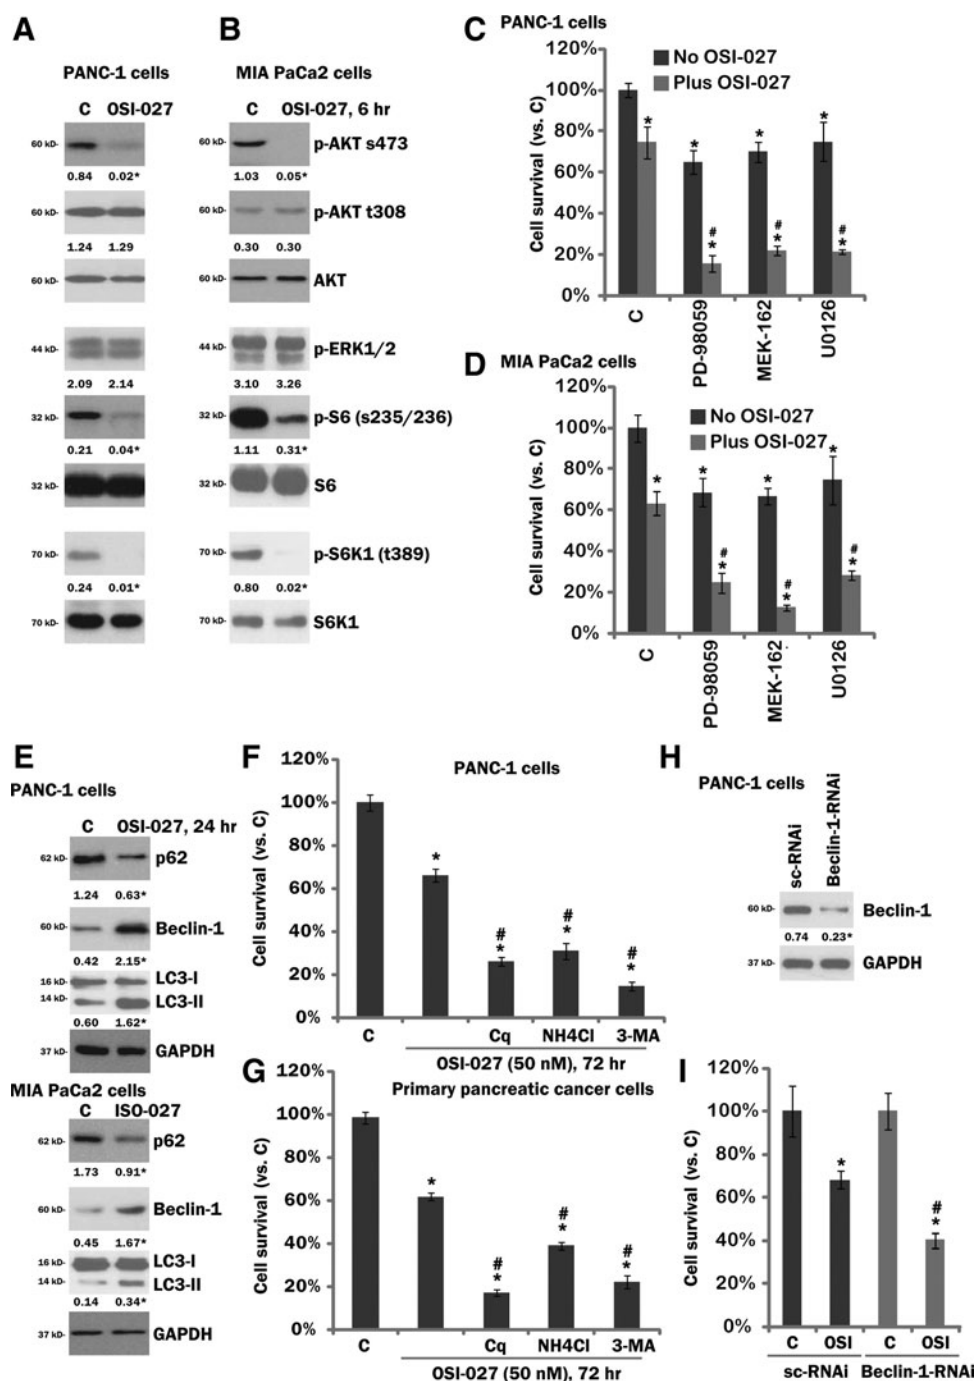 A
PANC-1 cells
C OSI-027
60 kD-
0.84 0.02*
60 kD-
1.24 1.29
60 kD-
44 kD-
2.09 2.14
32 kD-
0.21 0.04*
32 kD-
70 kD-
0.24 0.01*
70 kD-
B
MIA PaCa2 cells
C OSI-027, 6 hr
60 kD- p-AKT s473
1.03 0.05*
60 kD- p-AKT t308
0.30 0.30
60 kD- AKT
44 kD- p-ERK1/2
3.10 3.26
32 kD- p-S6 (s235/236)
1.11 0.31*
32 kD- S6
70 kD- p-S6K1 (t389)
0.80 0.02*
70 kD- S6K1
C PANC-1 cells
Cell survival (vs. C)
120%
100%
80%
60%
40%
20%
0%
No OSI-027
Plus OSI-027
*
*
*
*
# # #
* * *
C
PD-98059
MEK-162
U0126
D MIA PaCa2 cells
Cell survival (vs. C)
120%
100%
80%
60%
40%
20%
0%
No OSI-027
Plus OSI-027
*
*
*
*
# # #
* * *
C
PD-98059
MEK-162
U0126
E
PANC-1 cells
C OSI-027, 24 hr
62 kD- p62
1.24 0.63*
60 kD- Beclin-1
0.42 2.15*
16 kD- LC3-I
14 kD- LC3-II
0.60 1.62*
37 kD- GAPDH
MIA PaCa2 cells
C ISO-027
62 kD- p62
1.73 0.91*
60 kD- Beclin-1
0.45 1.67*
16 kD- LC3-I
14 kD- LC3-II
0.14 0.34*
37 kD- GAPDH
F
PANC-1 cells
Cell survival (vs. C)
120%
100%
80%
60%
40%
20%
0%
*
# # #
* * *
C Cq NH4Cl 3-MA
OSI-027 (50 nM), 72 hr
G
Primary pancreatic cancer cells
Cell survival (vs. C)
120%
100%
80%
60%
40%
20%
0%
*
# # #
* * *
C Cq NH4Cl 3-MA
OSI-027 (50 nM), 72 hr
H
PANC-1 cells
sc-RNAi
Beclin-1-RNAi
60 kD- Beclin-1
0.74 0.23*
37 kD- GAPDH
I
Cell survival (vs. C)
120%
100%
80%
60%
40%
20%
0%
*
#
*
C OSI C OSI
sc-RNAi Beclin-1-RNAi